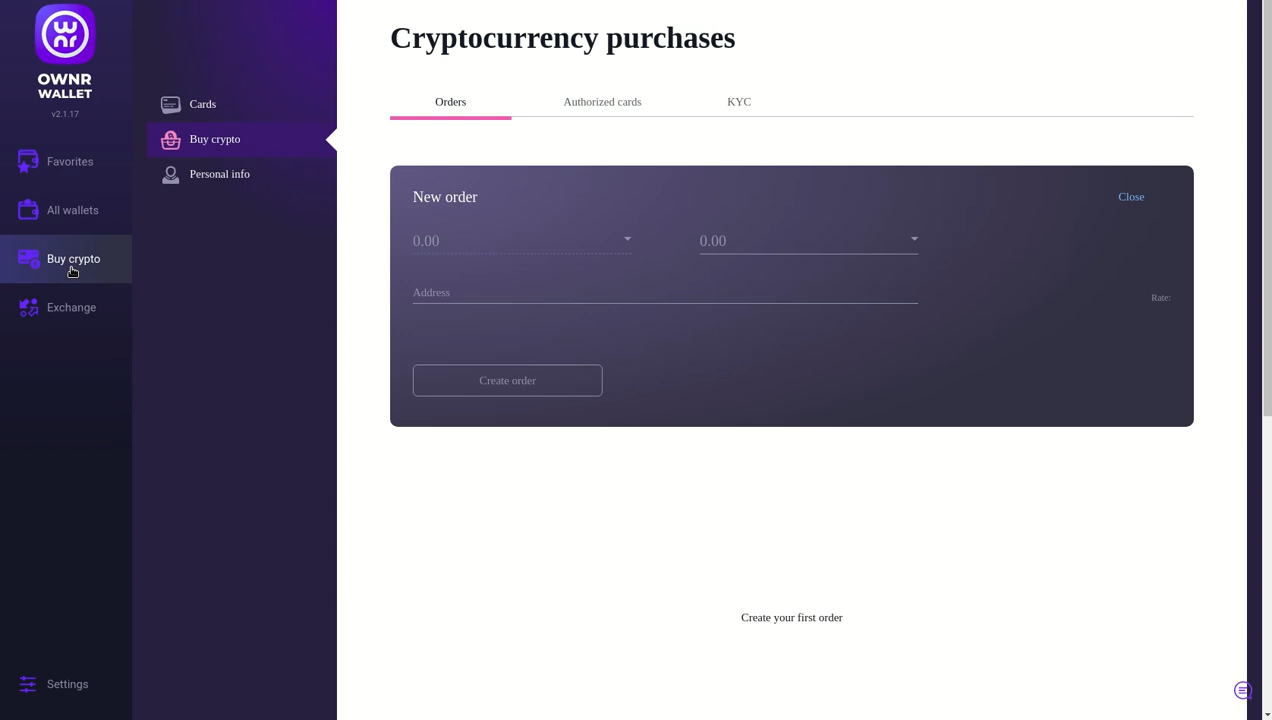 OWNR
WALLET
v2.1.17
Favorites
All wallets
Buy crypto
Exchange
Settings
Cards
Buy crypto
Personal info
Cryptocurrency purchases
Orders
Authorized cards
KYC
New order
Close
0.00
0.00
Address
Rate:
Create order
Create your first order